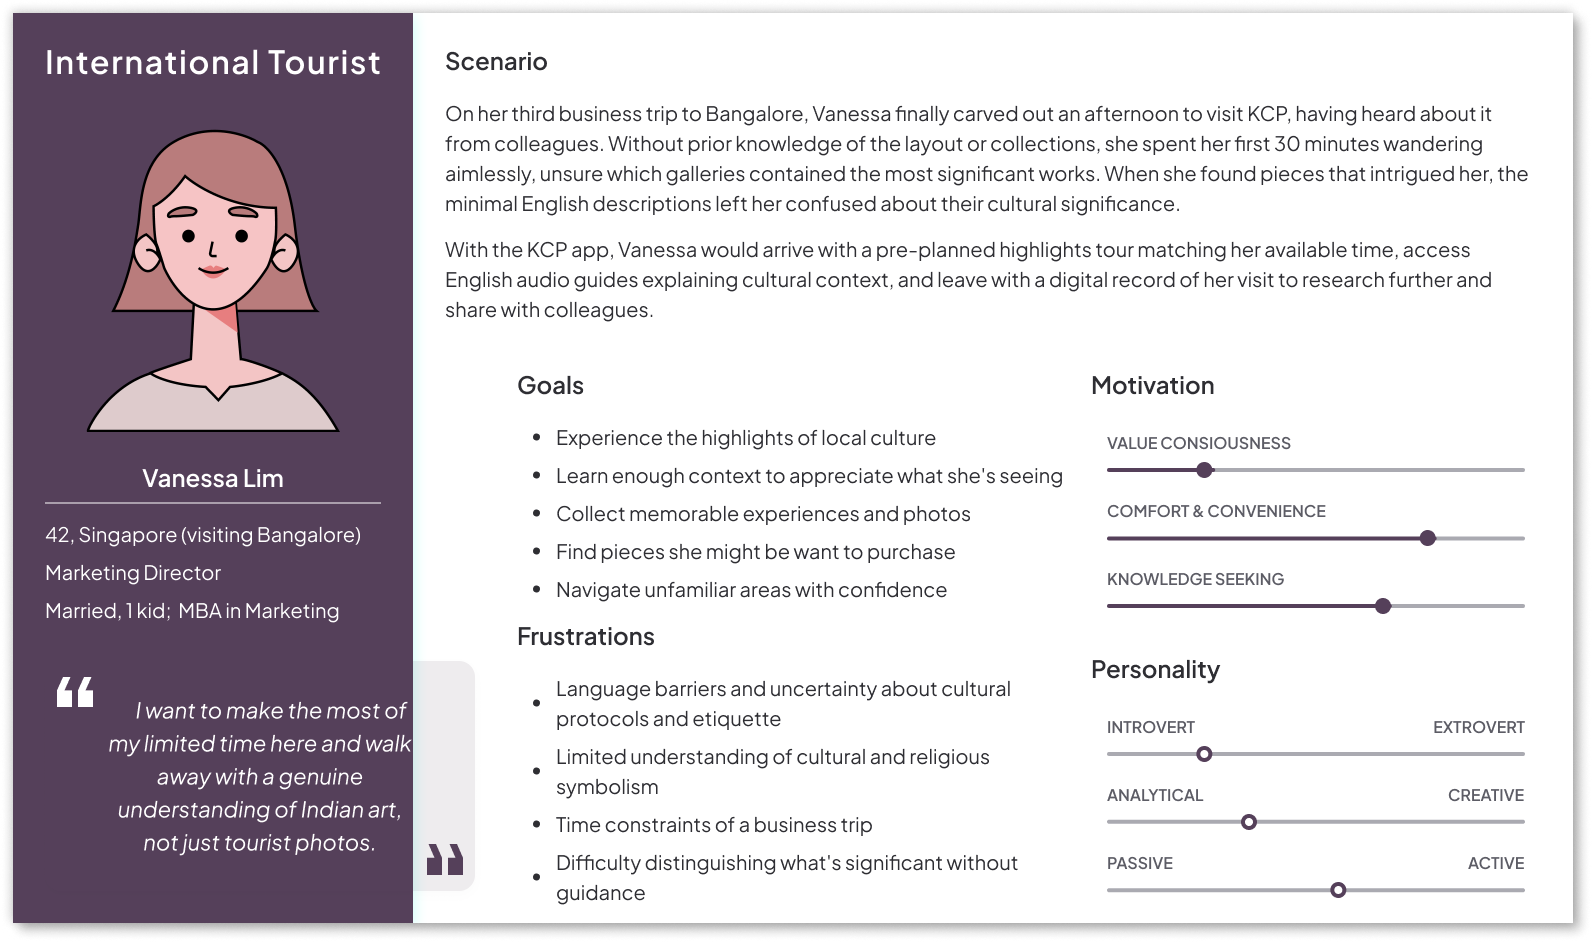 International Tourist
Vanessa Lim
42, Singapore (visiting Bangalore)
Marketing Director
Married, 1 kid;  MBA in Marketing
“
I want to make the most of
my limited time here and walk
away with a genuine
understanding of Indian art,
not just tourist photos.
"
Scenario
On her third business trip to Bangalore, Vanessa finally carved out an afternoon to visit KCP, having heard about it
from colleagues. Without prior knowledge of the layout or collections, she spent her first 30 minutes wandering
aimlessly, unsure which galleries contained the most significant works. When she found pieces that intrigued her, the
minimal English descriptions left her confused about their cultural significance.
With the KCP app, Vanessa would arrive with a pre-planned highlights tour matching her available time, access
English audio guides explaining cultural context, and leave with a digital record of her visit to research further and
share with colleagues.
Goals
• Experience the highlights of local culture
• Learn enough context to appreciate what she's seeing
• Collect memorable experiences and photos
• Find pieces she might be want to purchase
• Navigate unfamiliar areas with confidence
Frustrations
• Language barriers and uncertainty about cultural
protocols and etiquette
• Limited understanding of cultural and religious
symbolism
• Time constraints of a business trip
• Difficulty distinguishing what's significant without
guidance
Motivation
VALUE CONSIOUSNESS
COMFORT & CONVENIENCE
KNOWLEDGE SEEKING
Personality
INTROVERT EXTROVERT
ANALYTICAL CREATIVE
PASSIVE ACTIVE